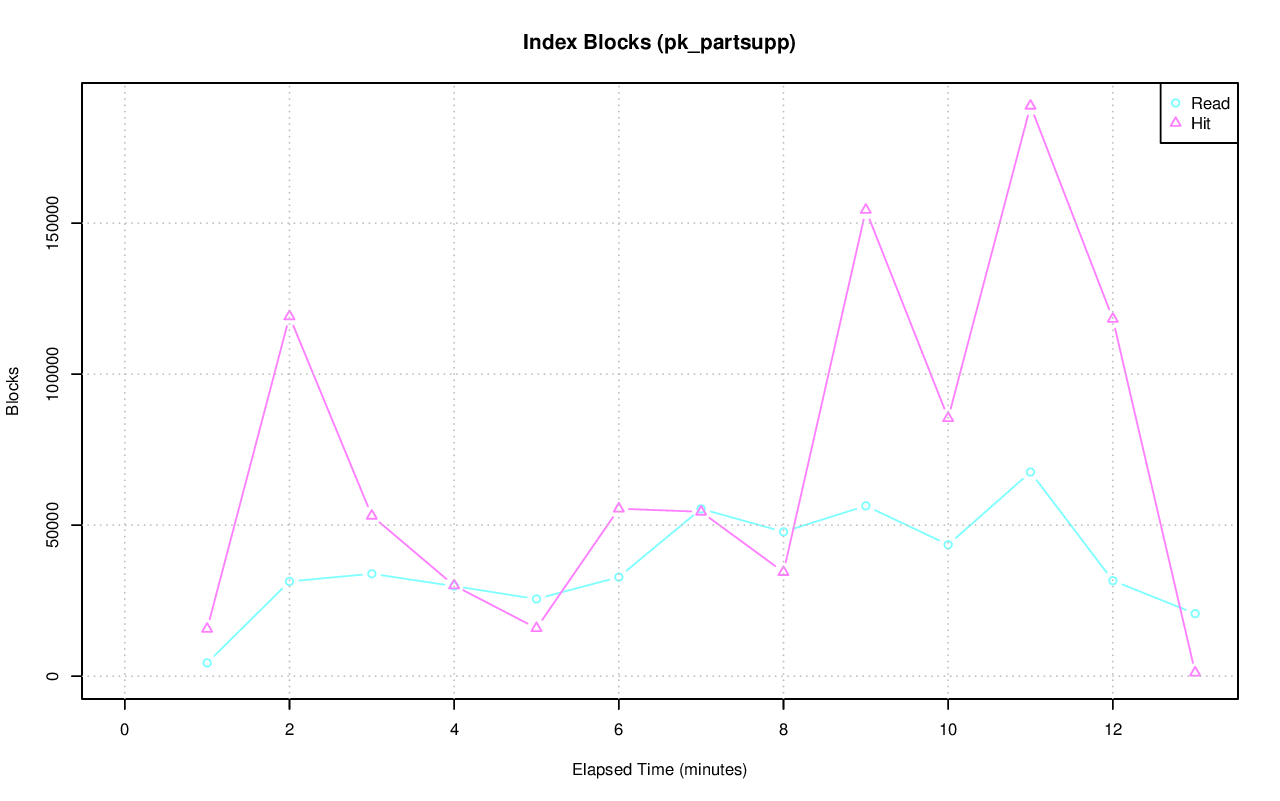 Index Blocks (pk_partsupp)
Read
Hit
Blocks
150000
100000
50000
0
0 2 4 6 8 10 12
Elapsed Time (minutes)